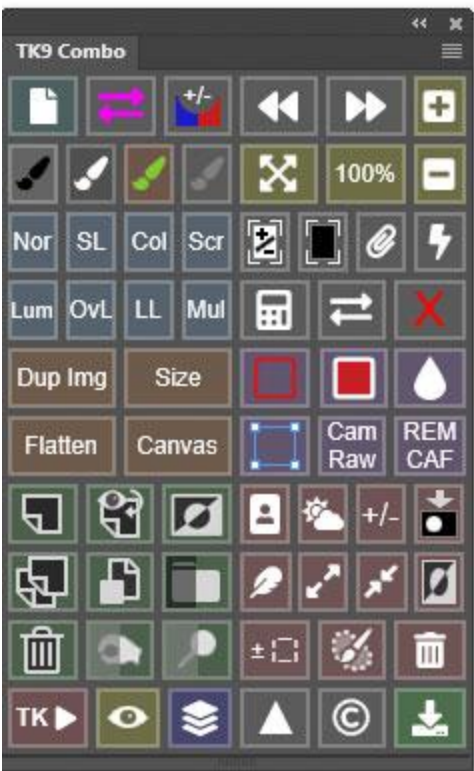 TK9 Combo
+/-
100%
Nor SL Col Scr
Lum OvL LL Mul
X
Dup Img Size
Flatten Canvas
Cam Raw
REM CAF
+/-
±
TK
©